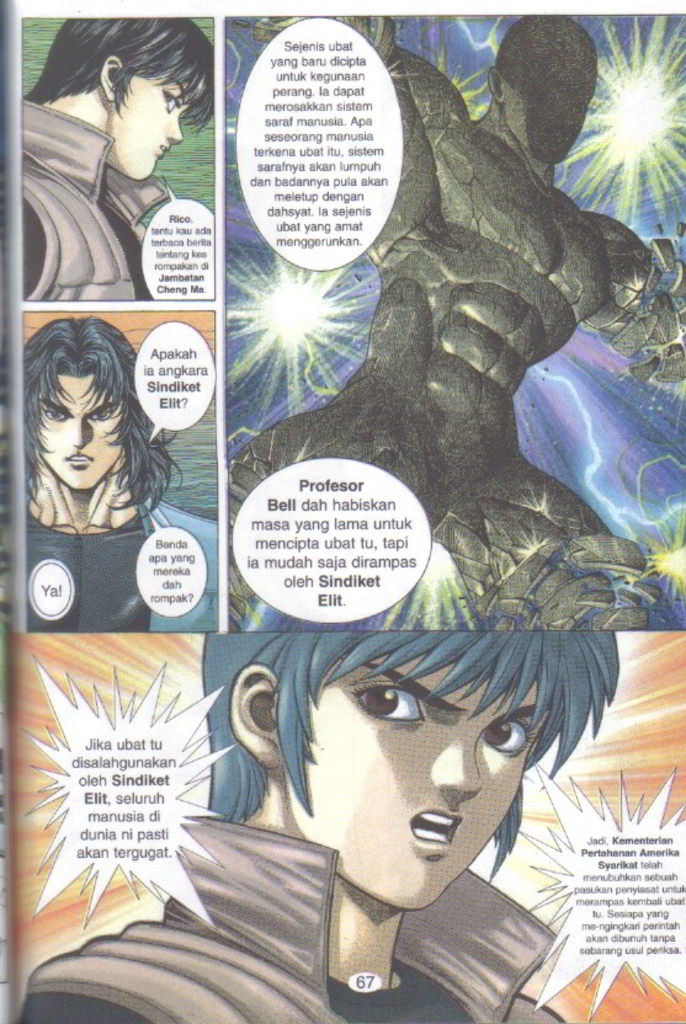 Rico,
tentu kau ada
terbaca berita
tentang kes
rompakan di
Jambatan
Cheng Ma.
Apakah
ia angkara
Sindiket
Elit?
Ya!
Benda
apa yang
mereka
dah
rompak?
Sejenis ubat
yang baru dicipta
untuk kegunaan
perang. Ia dapat
merosakkan sistem
saraf manusia. Apa
seseorang manusia
terkena ubat itu, sistem
sarafnya akan lumpuh
dan badannya pula akan
meletup dengan
dahsyat. Ia sejenis
ubat yang amat
menggerunkan.
Profesor
Bell dah habiskan
masa yang lama untuk
mencipta ubat tu, tapi
ia mudah saja dirampas
oleh Sindiket
Elit.
Jika ubat tu
disalahgunakan
oleh Sindiket
Elit, seluruh
manusia di
dunia ni pasti
akan tergugat.
Jadi, Kementerian
Pertahanan Amerika
Syarikat telah
menubuhkan sebuah
pasukan penyiasat untuk
merampas kembali ubat
tu. Sesiapa yang
me-ngingkari perintah
akan dibunuh tanpa
sebarang usul periksa.
67